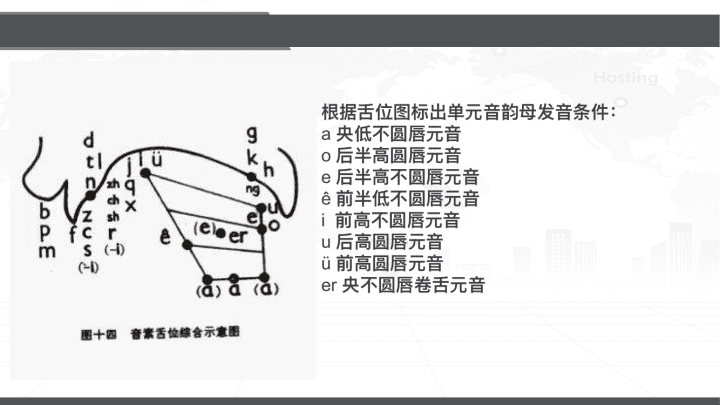 Hosting
根据舌位图标出单元音韵母发音条件：
a 央低不圆唇元音
o 后半高圆唇元音
e 后半高不圆唇元音
ê 前半低不圆唇元音
i 前高不圆唇元音
u 后高圆唇元音
ü 前高圆唇元音
er 央不圆唇卷舌元音
d
t l
n
zh
ch
sh
r
(-i)
j i ü
q
x
g
k h
ng
b
p
m
f
z
c
s
(-i)
u
e o
(e) er
ê
(a) a (a)
图十四 音素舌位综合示意图